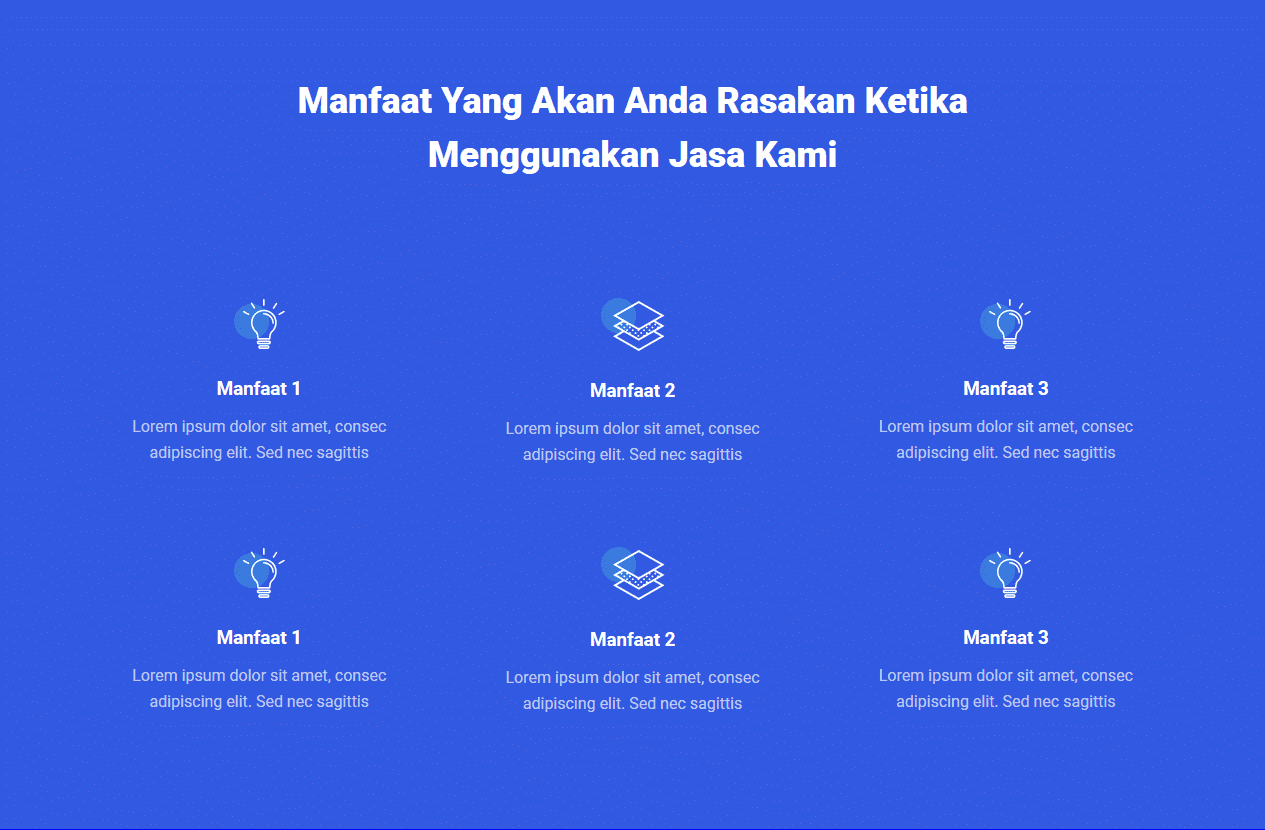 Manfaat Yang Akan Anda Rasakan Ketika
Menggunakan Jasa Kami
Manfaat 1
Lorem ipsum dolor sit amet, consec
adipiscing elit. Sed nec sagittis
Manfaat 2
Lorem ipsum dolor sit amet, consec
adipiscing elit. Sed nec sagittis
Manfaat 3
Lorem ipsum dolor sit amet, consec
adipiscing elit. Sed nec sagittis
Manfaat 1
Lorem ipsum dolor sit amet, consec
adipiscing elit. Sed nec sagittis
Manfaat 2
Lorem ipsum dolor sit amet, consec
adipiscing elit. Sed nec sagittis
Manfaat 3
Lorem ipsum dolor sit amet, consec
adipiscing elit. Sed nec sagittis